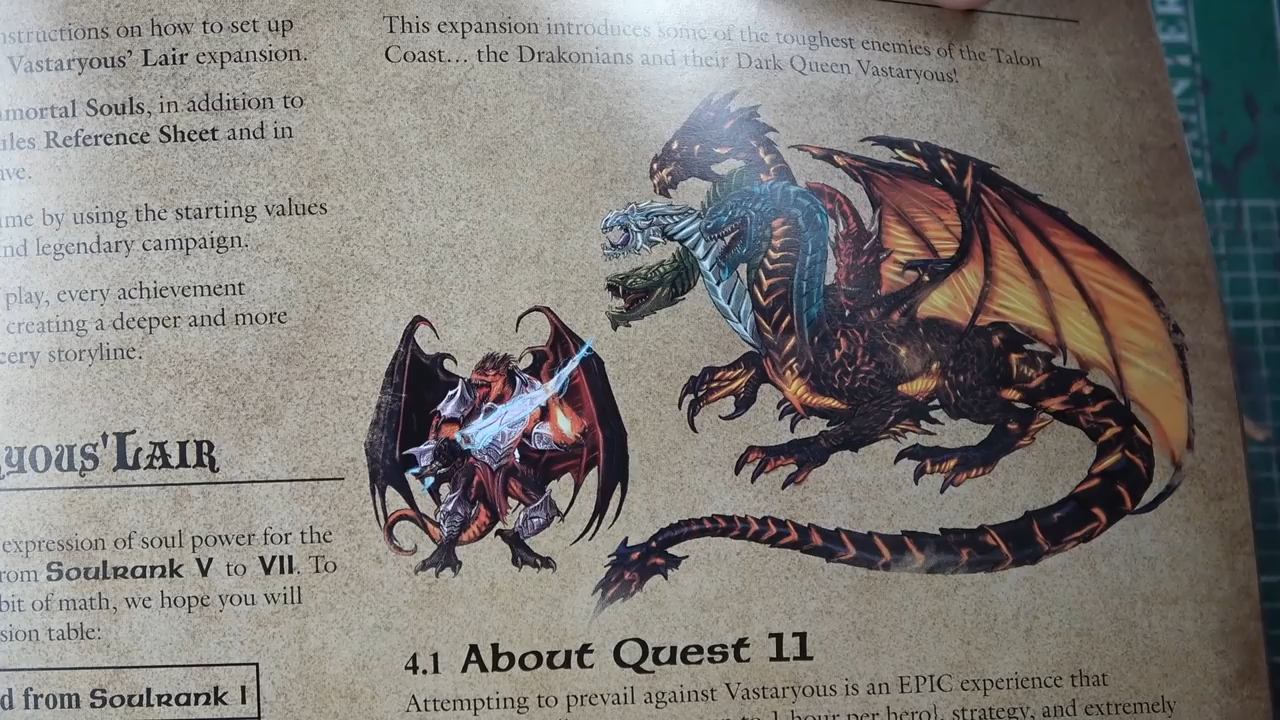 nstructions on how to set up
Vastaryous' Lair expansion.
mortal Souls, in addition to
ules Reference Sheet and in
ve.
me by using the starting values
nd legendary campaign.
play, every achievement
creating a deeper and more
cery storyline.
yous' Lair
expression of soul power for the
rom Soulrank V to VII. To
bit of math, we hope you will
sion table:
d from Soulrank I
This expansion introduces some of the toughest enemies of the Talon
Coast... the Drakonians and their Dark Queen Vastaryous!
4.1 About Quest 11
Attempting to prevail against Vastaryous is an EPIC experience that
1 hour per hero), strategy, and extremely